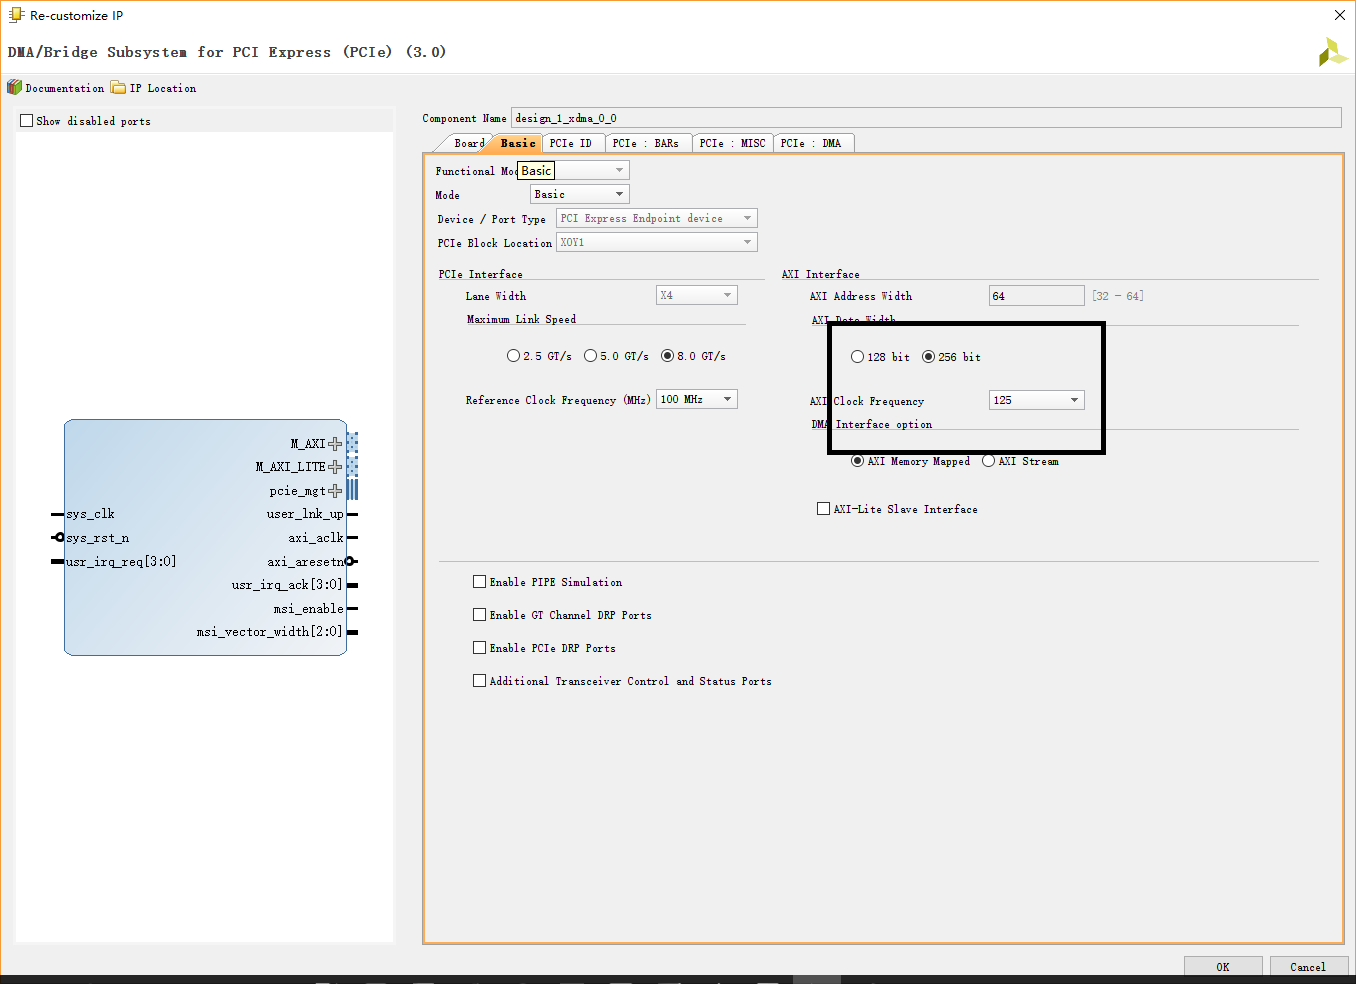 Re-customize IP
DMA/Bridge Subsystem for PCI Express (PCIe) (3.0)
Documentation IP Location
Show disabled ports
Component Name design_1_xdma_0_0
Board Basic PCIe ID PCIe : BARs PCIe : MISC PCIe : DMA
Functional Mod
Basic
Mode Basic
Device / Port Type PCI Express Endpoint device
PCIe Block Location X0Y1
PCIe Interface
Lane Width X4
Maximum Link Speed
2.5 GT/s 5.0 GT/s 8.0 GT/s
Reference Clock Frequency (MHz) 100 MHz
AXI Interface
AXI Address Width 64 [32 - 64]
AXI Data Width
128 bit 256 bit
AXI Clock Frequency 125
DMA Interface option
AXI Memory Mapped AXI Stream
AXI-Lite Slave Interface
Enable PIPE Simulation
Enable GT Channel DRP Ports
Enable PCIe DRP Ports
Additional Transceiver Control and Status Ports
M_AXI
M_AXI_LITE
pcie_mgt
sys_clk user_lnk_up
sys_rst_n axi_aclk
usr_irq_req[3:0] axi_aresetn
usr_irq_ack[3:0]
msi_enable
msi_vector_width[2:0]
OK Cancel